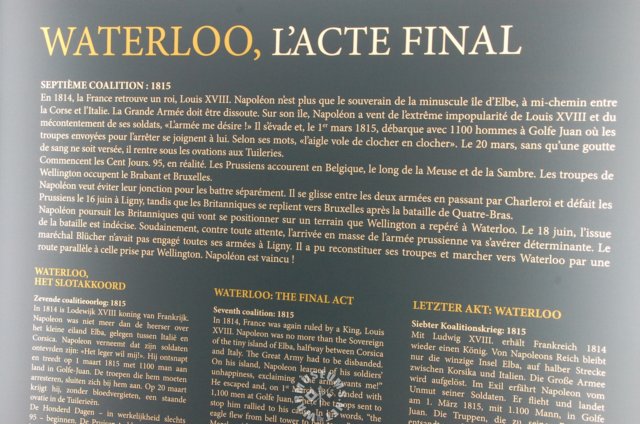 WATERLOO, L'ACTE FINAL
SEPTIÈME COALITION : 1815
En 1814, la France retrouve un roi, Louis XVIII. Napoléon n'est plus que le souverain de la minuscule île d'Elbe, à mi-chemin entre
la Corse et l'Italie. La Grande Armée doit être dissoute. Sur son île, Napoléon a vent de l'extrême impopularité de Louis XVIII et du
mécontentement de ses soldats, «L'armée me désire !» Il s'évade et, le 1er mars 1815, débarque avec 1100 hommes à Golfe Juan où les
troupes envoyées pour l'arrêter se joignent à lui. Selon ses mots, «l'aigle vole de clocher en clocher». Le 20 mars, sans qu'une goutte
de sang ne soit versée, il rentre sous les ovations aux Tuileries.
Commencent les Cent Jours. 95, en réalité. Les Prussiens accourent en Belgique, le long de la Meuse et de la Sambre. Les troupes de
Wellington occupent le Brabant et Bruxelles.
Napoléon veut éviter leur jonction pour les battre séparément. Il se glisse entre les deux armées en passant par Charleroi et défait les
Prussiens le 16 juin à Ligny, tandis que les Britanniques se replient vers Bruxelles après la bataille de Quatre-Bras.
Napoléon poursuit les Britanniques qui vont se positionner sur un terrain que Wellington a repéré à Waterloo. Le 18 juin, l'issue
de la bataille est indécise. Soudainement, contre toute attente, l'arrivée en masse de l'armée prussienne va s'avérer déterminante. Le
maréchal Blücher n'avait pas engagé toutes ses armées à Ligny. Il a pu reconstituer ses troupes et marcher vers Waterloo par une
route parallèle à celle prise par Wellington. Napoléon est vaincu !
WATERLOO,
HET SLOTAKKOORD
Zevende coalitieoorlog: 1815
In 1814 is Lodewijk XVIII koning van Frankrijk.
Napoleon was niet meer dan de heerser over
het kleine eiland Elba, gelegen tussen Italië en
Corsica. Napoleon verneemt dat zijn soldaten
ontevreden zijn: «Het leger wil mij!». Hij ontsnapt
en treedt op 1 maart 1815 met 1100 man aan
land in Golfe-Juan. De troepen die hem moeten
arresteren, sluiten zich bij hem aan. Op 20 maart
krijgt hij, zonder bloedvergieten, een staande
ovatie in de Tuilerieën.
De Honderd Dagen – in werkelijkheid slechts
95 – beginnen. De
WATERLOO: THE FINAL ACT
Seventh coalition: 1815
In 1814, France was again ruled by a King, Louis
XVIII. Napoleon was no more than the Sovereign
of the tiny island of Elba, halfway between Corsica
and Italy. The Great Army had to be disbanded.
On his island, Napoleon learned of his soldiers'
unhappiness, exclaiming, wants me!"
He escaped and, on 1st landed with
1,100 men at Golfe Juan, where the troops sent to
stop him rallied to his cause. words, "the
eagle flew from bell tower to bell
LETZTER AKT: WATERLOO
Siebter Koalitionskrieg: 1815
Mit Ludwig XVIII. erhält Frankreich 1814
wieder einen König. Von Napoleons Reich bleibt
nur die winzige Insel Elba, auf halber Strecke
zwischen Korsika und Italien. Die Große Armee
wird aufgelöst. Im Exil erfährt Napoleon vom
Unmut seiner Soldaten. Er flieht und landet
am 1. März 1815, mit 1.100 Mann, in Golfe
Juan. Die Truppen, die zu seiner